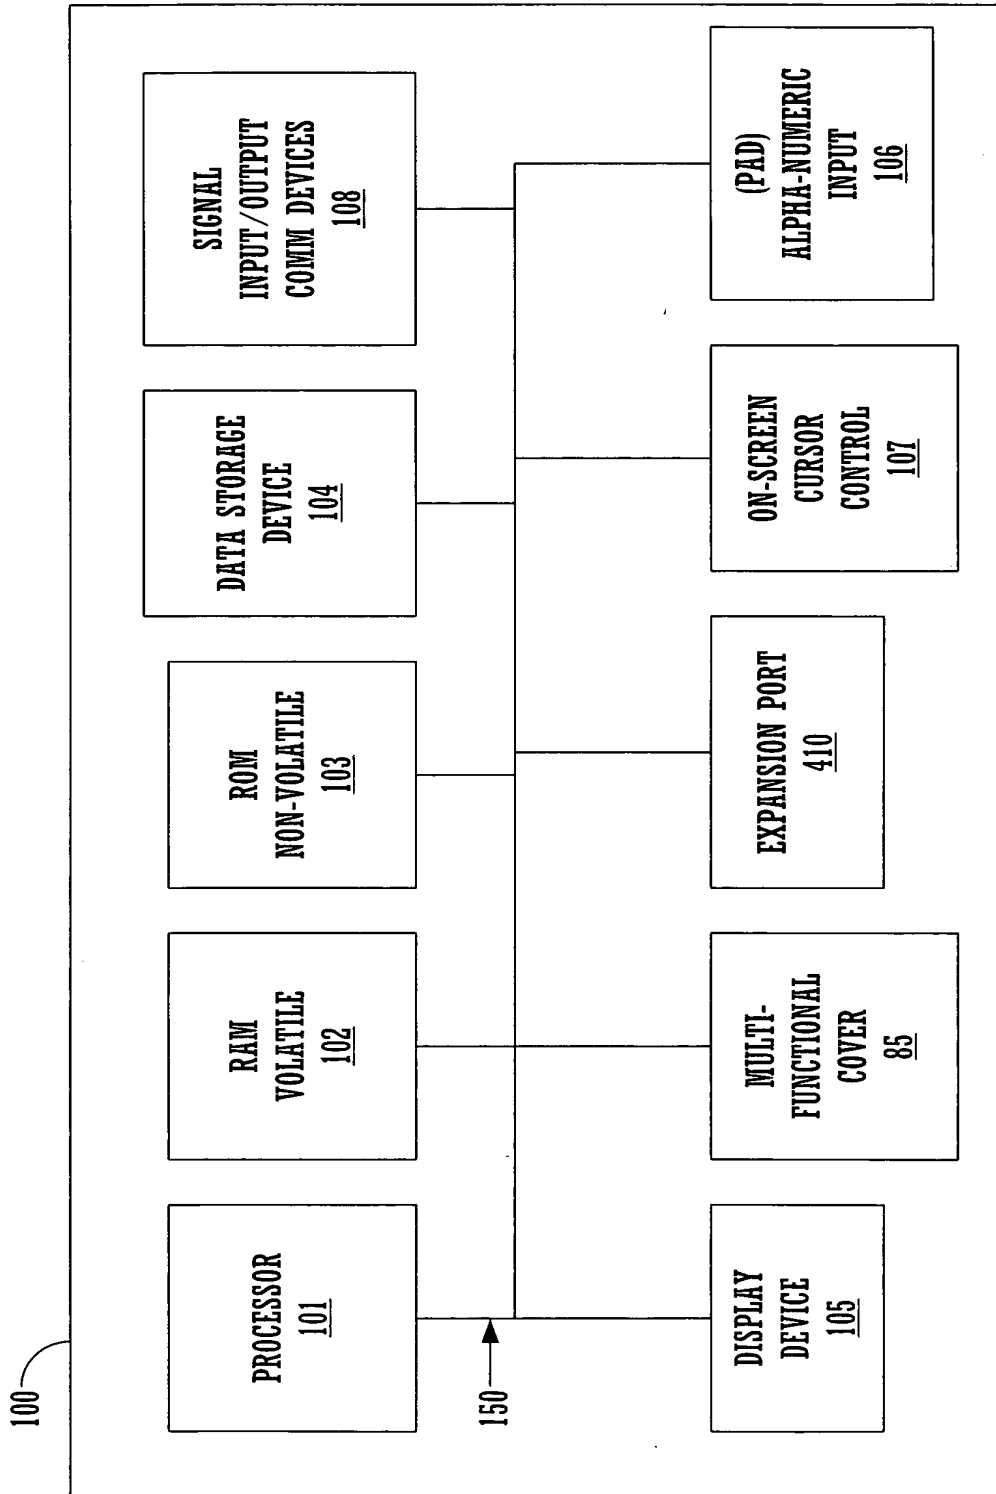 100
PROCESSOR
101
RAM
VOLATILE
102
ROM
NON-VOLATILE
103
DATA STORAGE
DEVICE
104
SIGNAL
INPUT/OUTPUT
COMM DEVICES
108
150
DISPLAY
DEVICE
105
MULTI-
FUNCTIONAL
COVER
85
EXPANSION PORT
410
ON-SCREEN
CURSOR
CONTROL
107
(PAD)
ALPHA-NUMERIC
INPUT
106